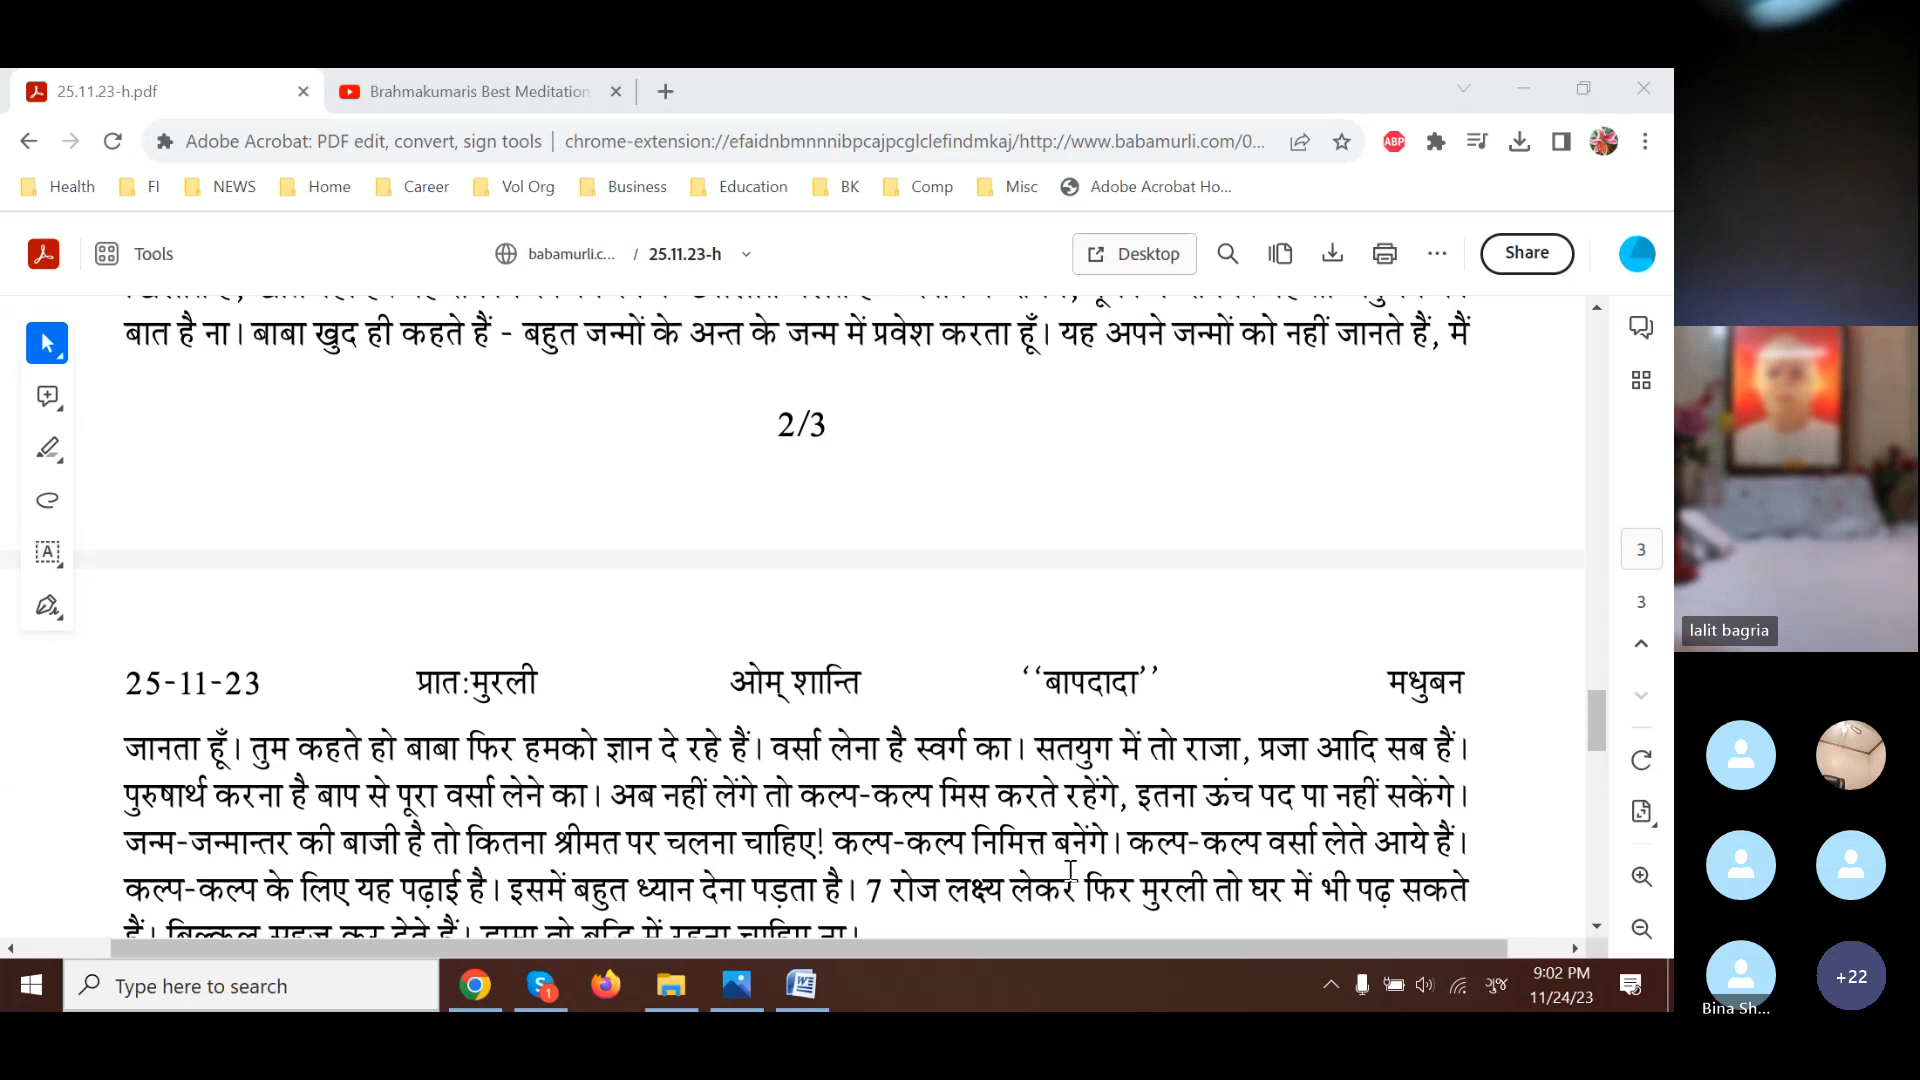 25.11.23-h.pdf
Brahmakumaris Best Meditation
Adobe Acrobat: PDF edit, convert, sign tools
chrome-extension://efaidnbmnnnibpcajpcglclefindmkaj/http://www.babamurli.com/0...
ABP
Health
FI
NEWS
Home
Career
Vol Org
Business
Education
BK
Comp
Misc
Adobe Acrobat Ho...
Tools
babamurli.c... / 25.11.23-h
Desktop
Share
बात है ना। बाबा खुद ही कहते हैं - बहुत जन्मों के अन्त के जन्म में प्रवेश करता हूँ। यह अपने जन्मों को नहीं जानते हैं, मैं
2/3
3
3
lalit bagria
25-11-23 प्रात:मुरली ओम् शान्ति ‘‘बापदादा’’ मधुबन
जानता हूँ। तुम कहते हो बाबा फिर हमको ज्ञान दे रहे हैं। वर्सा लेना है स्वर्ग का। सतयुग में तो राजा, प्रजा आदि सब हैं।
पुरुषार्थ करना है बाप से पूरा वर्सा लेने का। अब नहीं लेंगे तो कल्प-कल्प मिस करते रहेंगे, इतना ऊंच पद पा नहीं सकेंगे।
जन्म-जन्मान्तर की बाजी है तो कितना श्रीमत पर चलना चाहिए! कल्प-कल्प निमित्त बनेंगे। कल्प-कल्प वर्सा लेते आये हैं।
कल्प-कल्प के लिए यह पढ़ाई है। इसमें बहुत ध्यान देना पड़ता है। 7 रोज लक्ष्य लेकर फिर मुरली तो घर में भी पढ़ सकते
हैं। बिल्कुल सहज कर देते हैं। ड्रामा तो बुद्धि में रहना चाहिए ना।
Type here to search
1
ગુજ
9:02 PM
11/24/23
Bina Sh...
+22